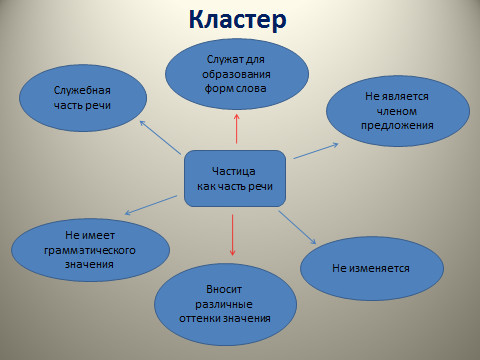 Кластер
Служат для
образования
форм слова
Служебная
часть речи
Не является
членом
предложения
Частица
как часть речи
Не имеет
грамматического
значения
Не изменяется
Вносит
различные
оттенки значения